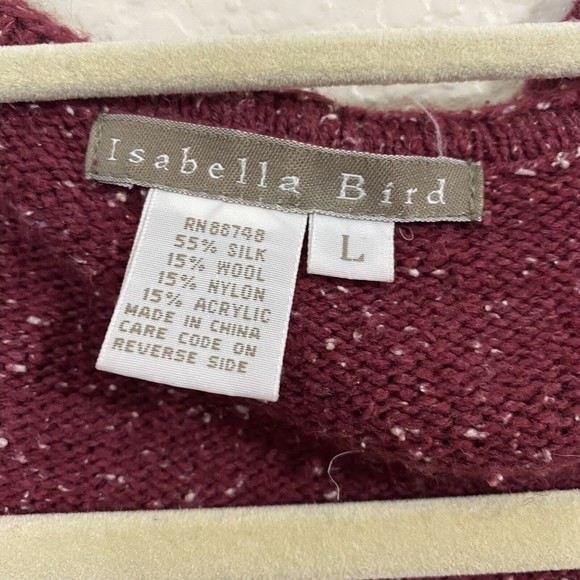 Isabella Bird
L
RN88748
55% SILK
15% WOOL
15% NYLON
15% ACRYLIC
MADE IN CHINA
CARE CODE ON
REVERSE SIDE